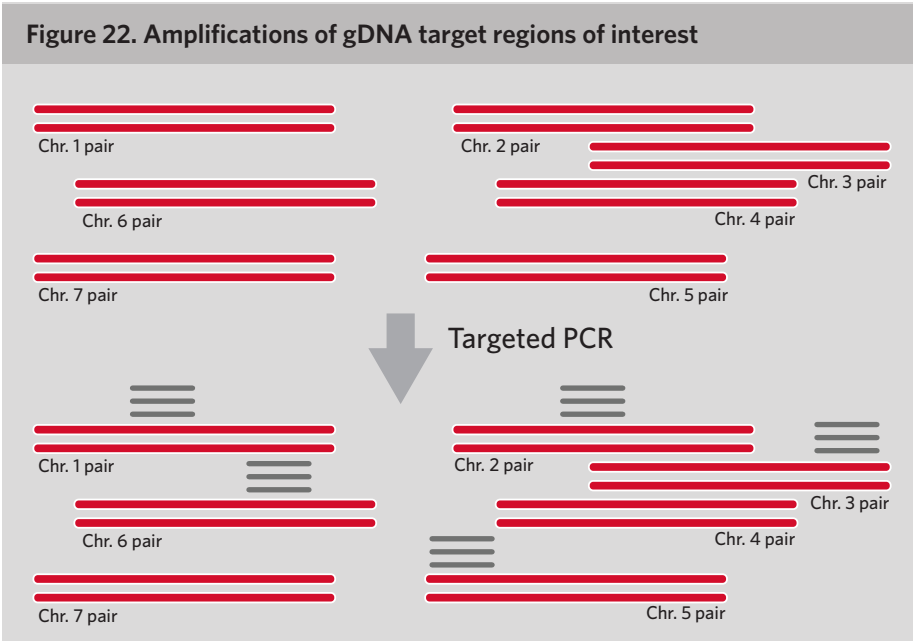 Figure 22. Amplifications of gDNA target regions of interest
Chr. 1 pair
Chr. 2 pair
Chr. 3 pair
Chr. 6 pair
Chr. 4 pair
Chr. 7 pair
Chr. 5 pair
Targeted PCR
Chr. 1 pair
Chr. 2 pair
Chr. 3 pair
Chr. 6 pair
Chr. 4 pair
Chr. 7 pair
Chr. 5 pair